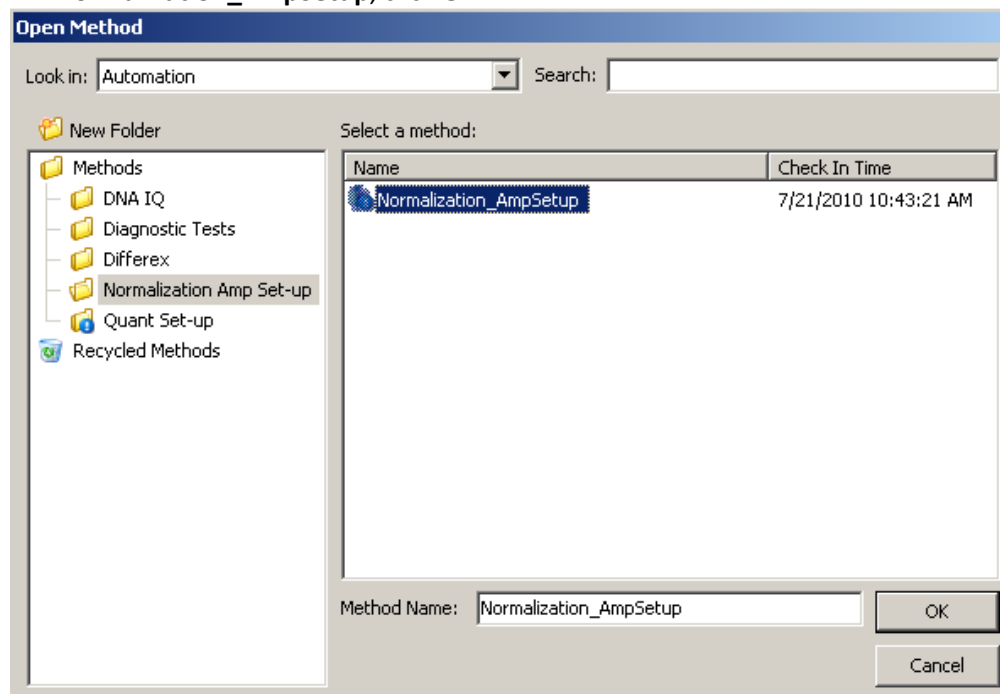 Open Method
Look in: Automation Search:
New Folder
Select a method:
Methods
DNA IQ
Diagnostic Tests
Differex
Normalization Amp Set-up
Quant Set-up
Recycled Methods
Name Check In Time
Normalization_AmpSetup 7/21/2010 10:43:21 AM
Method Name: Normalization_AmpSetup OK
Cancel